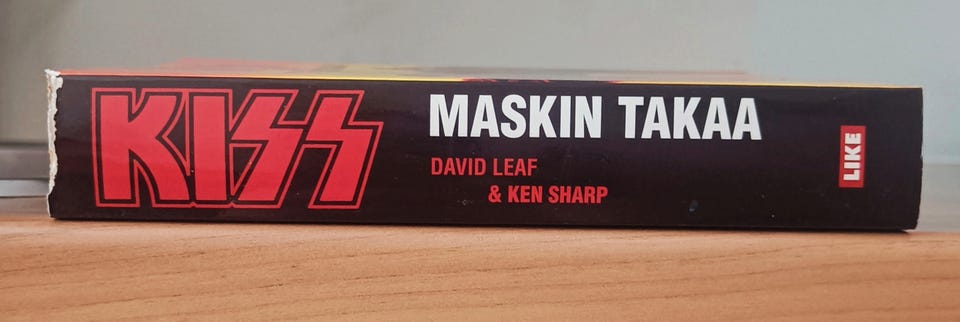 KISS
MASKIN TAKAA
DAVID LEAF
& KEN SHARP
LIKE